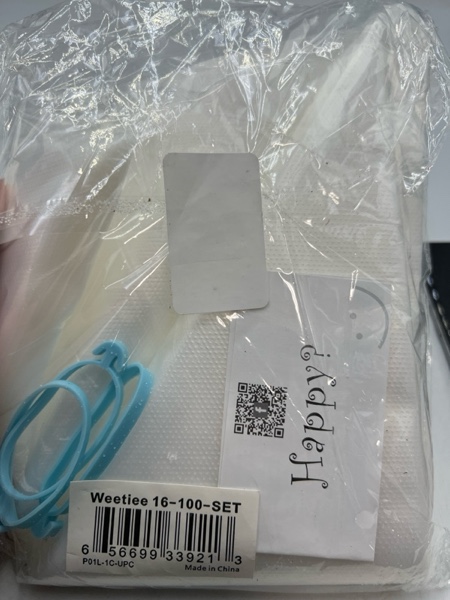 Happy?
Weetiee 16-100-SET
6 56699 33921 3
P01L-1C-UPC
Made in China